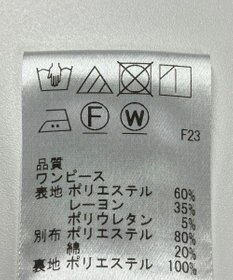 F W
F23
品質
ワンピース
表地 ポリエステル 60%
レーヨン 35%
ポリウレタン 5%
別布 ポリエステル 80%
綿 20%
裏地 ポリエステル 100%